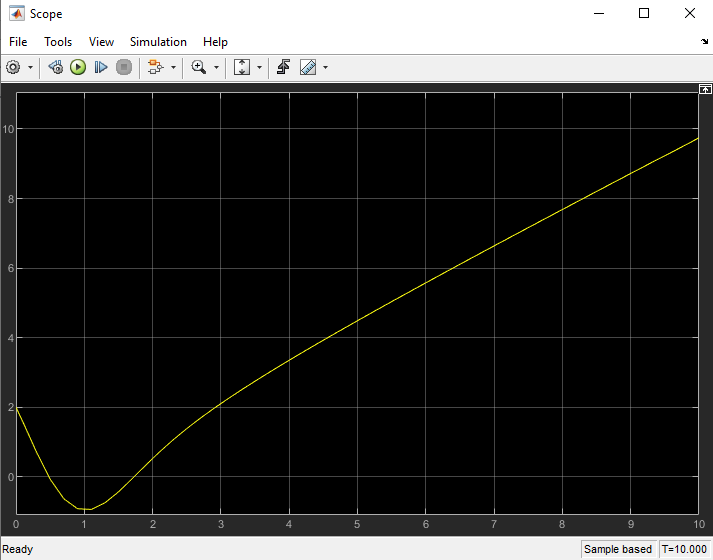 Scope
File Tools View Simulation Help
10
8
6
4
2
0
0 1 2 3 4 5 6 7 8 9 10
Ready Sample based T=10.000